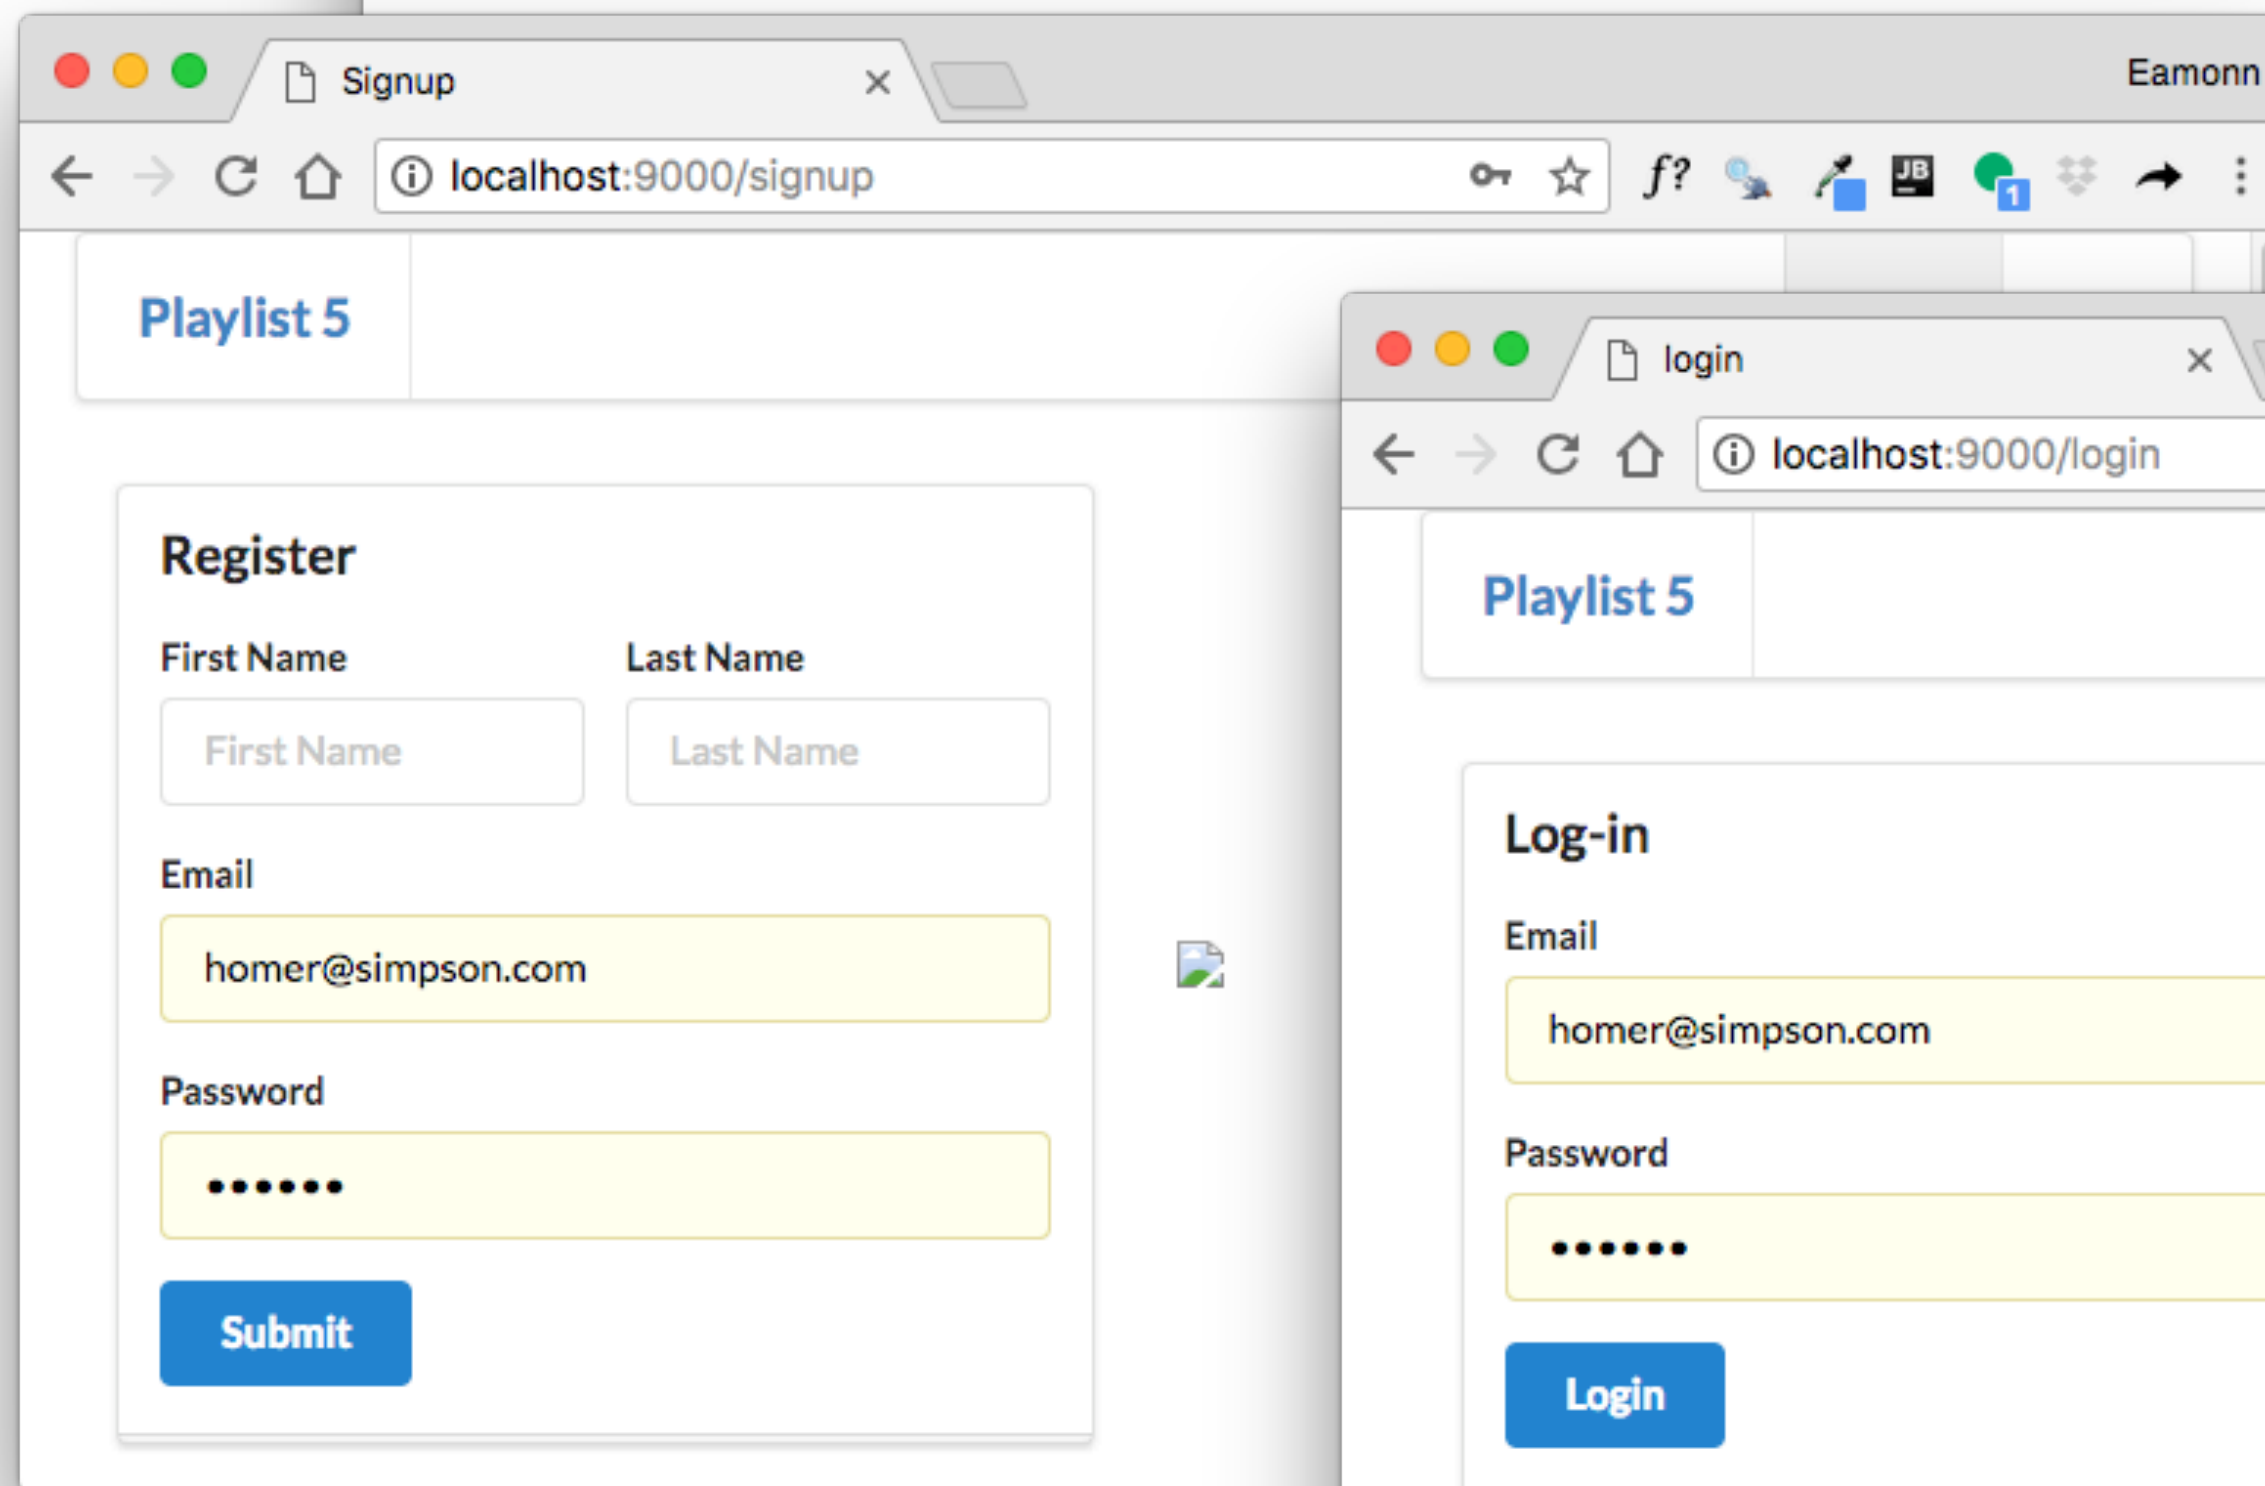 Signup
Eamonn
localhost:9000/signup
f?
JB
1
Playlist 5
Register
First Name
Last Name
First Name
Last Name
Email
homer@simpson.com
Password
••••••
Submit
login
localhost:9000/login
Playlist 5
Log-in
Email
homer@simpson.com
Password
••••••
Login